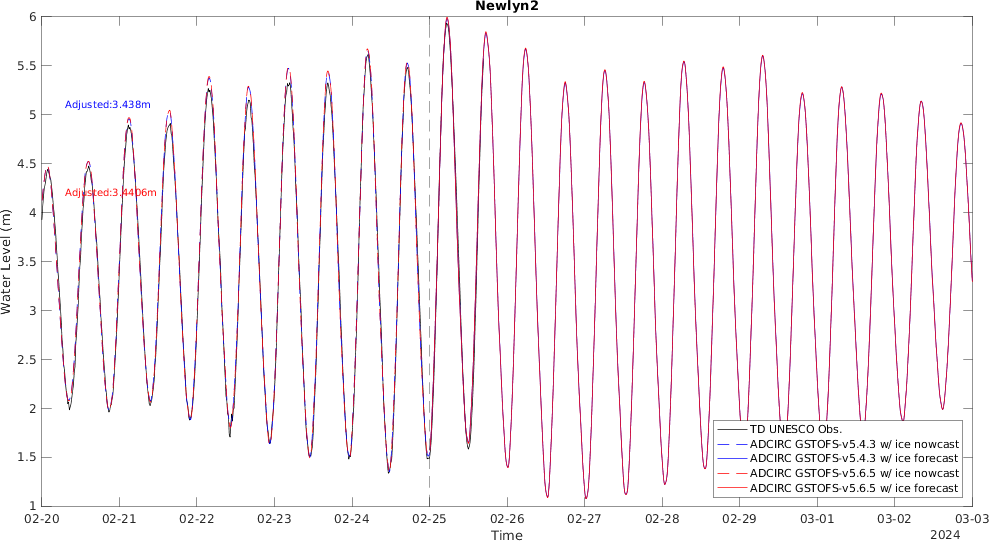 Newlyn2
6
5.5
5
4.5
4
3.5
3
2.5
2
1.5
1
Water Level (m)
Adjusted:3.438m
Adjusted:3.4406m
TD UNESCO Obs.
ADCIRC GSTOFS-v5.4.3 w/ ice nowcast
ADCIRC GSTOFS-v5.4.3 w/ ice forecast
ADCIRC GSTOFS-v5.6.5 w/ ice nowcast
ADCIRC GSTOFS-v5.6.5 w/ ice forecast
02-20 02-21 02-22 02-23 02-24 02-25 02-26 02-27 02-28 02-29 03-01 03-02 03-03
Time
2024